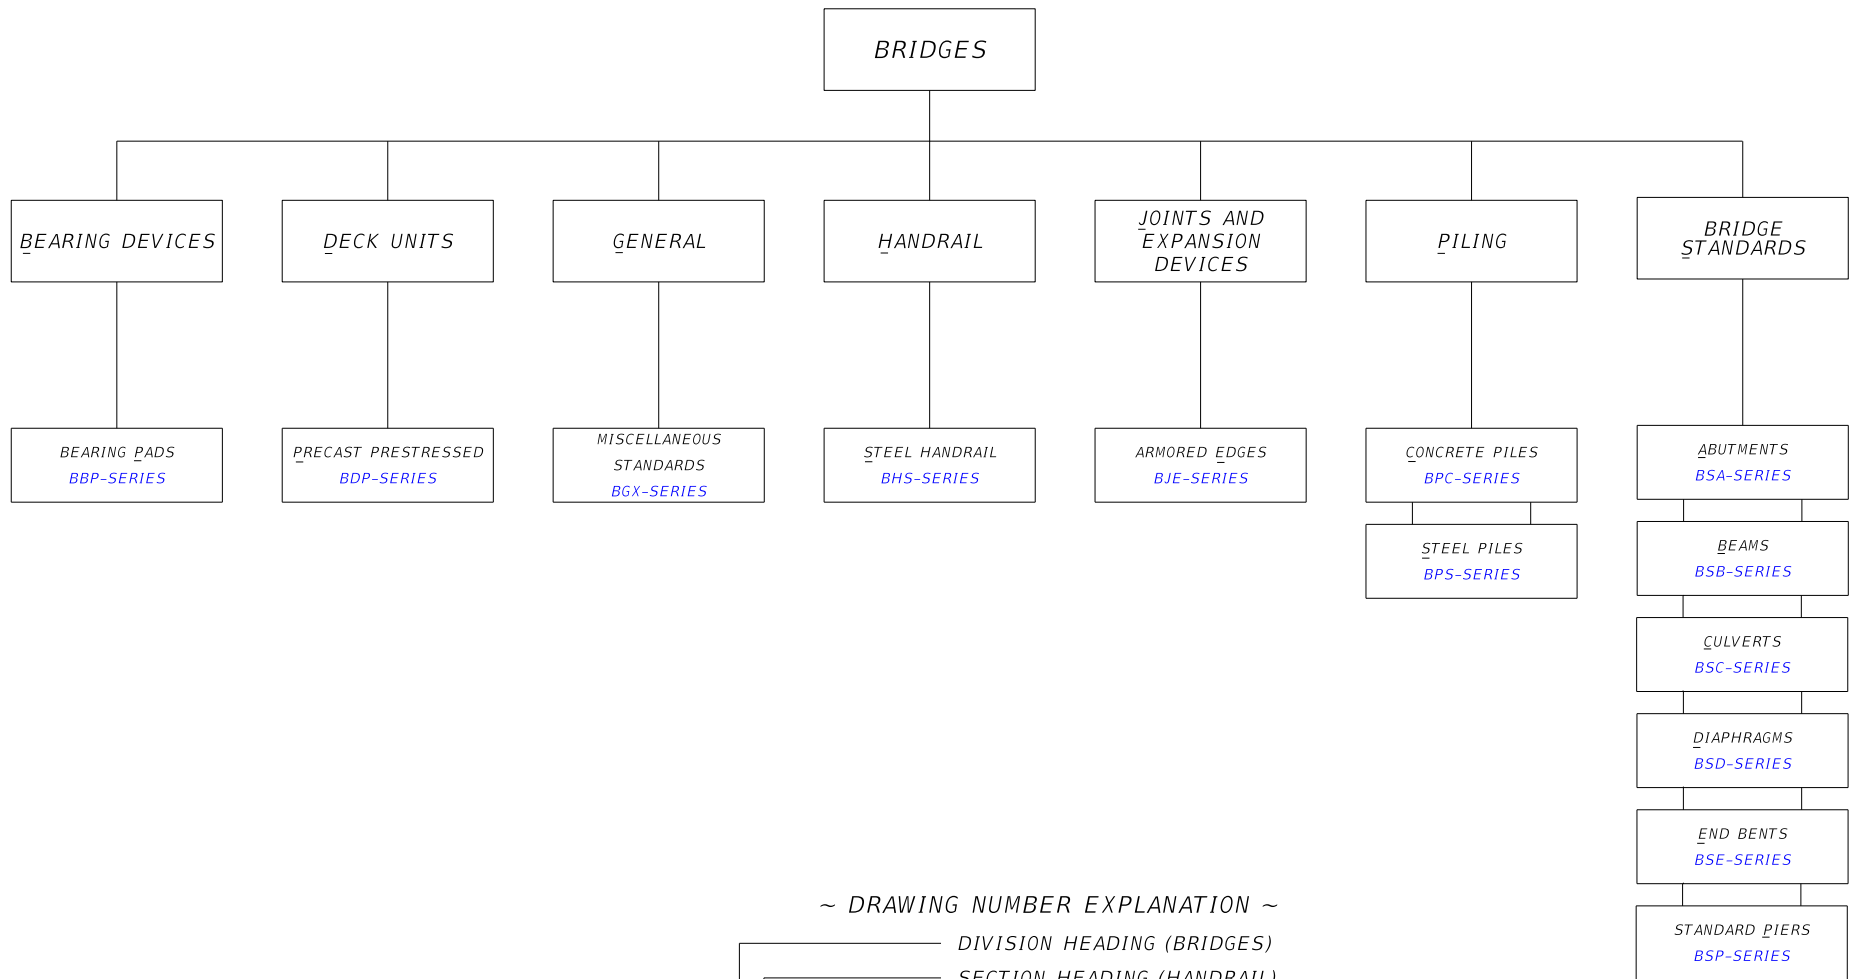 BRIDGES
BEARING DEVICES
DECK UNITS
GENERAL
HANDRAIL
JOINTS AND
EXPANSION
DEVICES
PILING
BRIDGE
STANDARDS
BEARING PADS
BBP-SERIES
PRECAST PRESTRESSED
BDP-SERIES
MISCELLANEOUS
STANDARDS
BGX-SERIES
STEEL HANDRAIL
BHS-SERIES
ARMORED EDGES
BJE-SERIES
CONCRETE PILES
BPC-SERIES
STEEL PILES
BPS-SERIES
ABUTMENTS
BSA-SERIES
BEAMS
BSB-SERIES
CULVERTS
BSC-SERIES
DIAPHRAGMS
BSD-SERIES
END BENTS
BSE-SERIES
STANDARD PIERS
BSP-SERIES
~ DRAWING NUMBER EXPLANATION ~
DIVISION HEADING (BRIDGES)
SECTION HEADING (HANDRAIL)